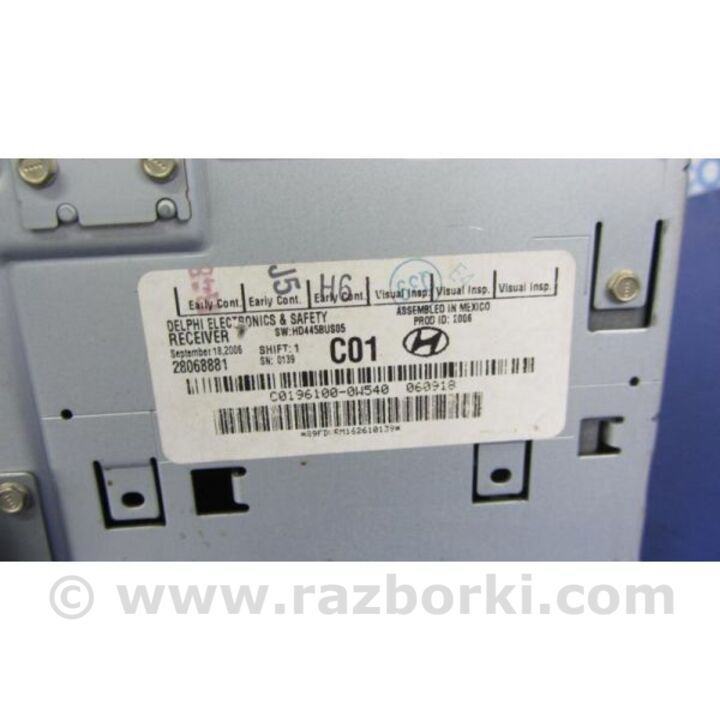 J5 H6
Early Cont. Early Cont. Early Cont. Visual Insp. Visual Insp. Visual Insp.
DELPHI ELECTRONICS & SAFETY ASSEMBLED IN MEXICO
RECEIVER SW:HD445BUS05 PROD ID: 2006
September 18,2006 SHIFT: 1 C01
28068881 SN: 0139
C0196100-0W540 060918
© www.razborki.com